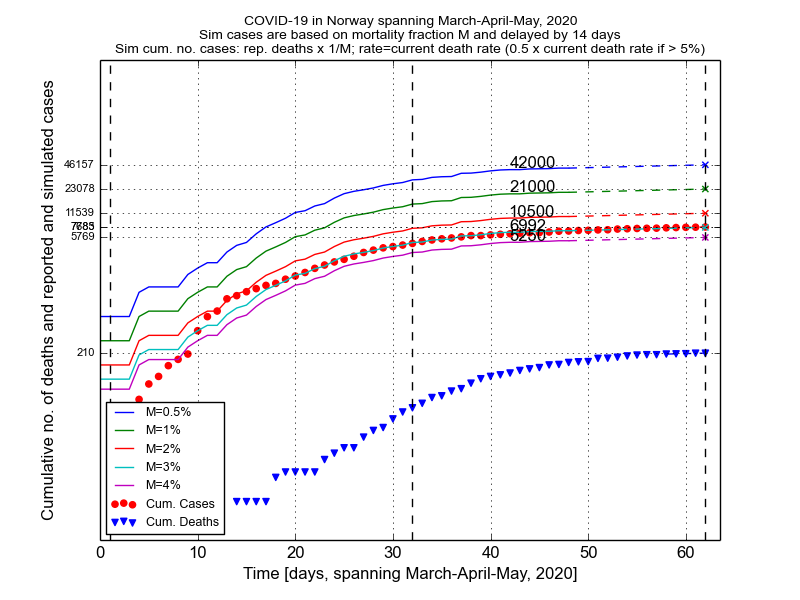 COVID-19 in Norway spanning March-April-May, 2020
Sim cases are based on mortality fraction M and delayed by 14 days
Sim cum. no. cases: rep. deaths x 1/M; rate=current death rate (0.5 x current death rate if > 5%)
Cumulative no. of deaths and reported and simulated cases
46157
23078
11539
5769
210
42000
21000
10500
6992
M=0.5%
M=1%
M=2%
M=3%
M=4%
Cum. Cases
Cum. Deaths
0 10 20 30 40 50 60
Time [days, spanning March-April-May, 2020]